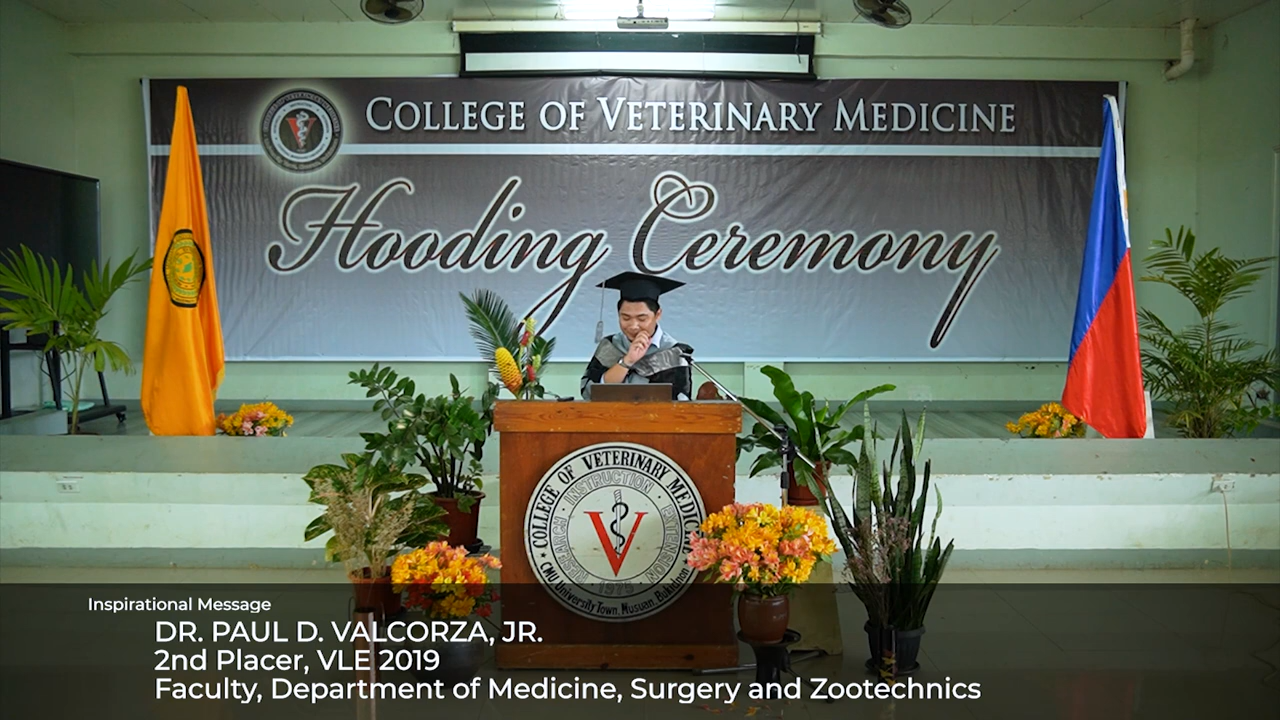 COLLEGE OF VETERINARY MEDICINE
Hooding Ceremony
COLLEGE OF VETERINARY MEDICINE
RESEARCH · INSTRUCTION · EXTENSION
V
1975
CMU University Town, Musuan, Bukidnon
Inspirational Message
DR. PAUL D. VALCORZA, JR.
2nd Placer, VLE 2019
Faculty, Department of Medicine, Surgery and Zootechnics